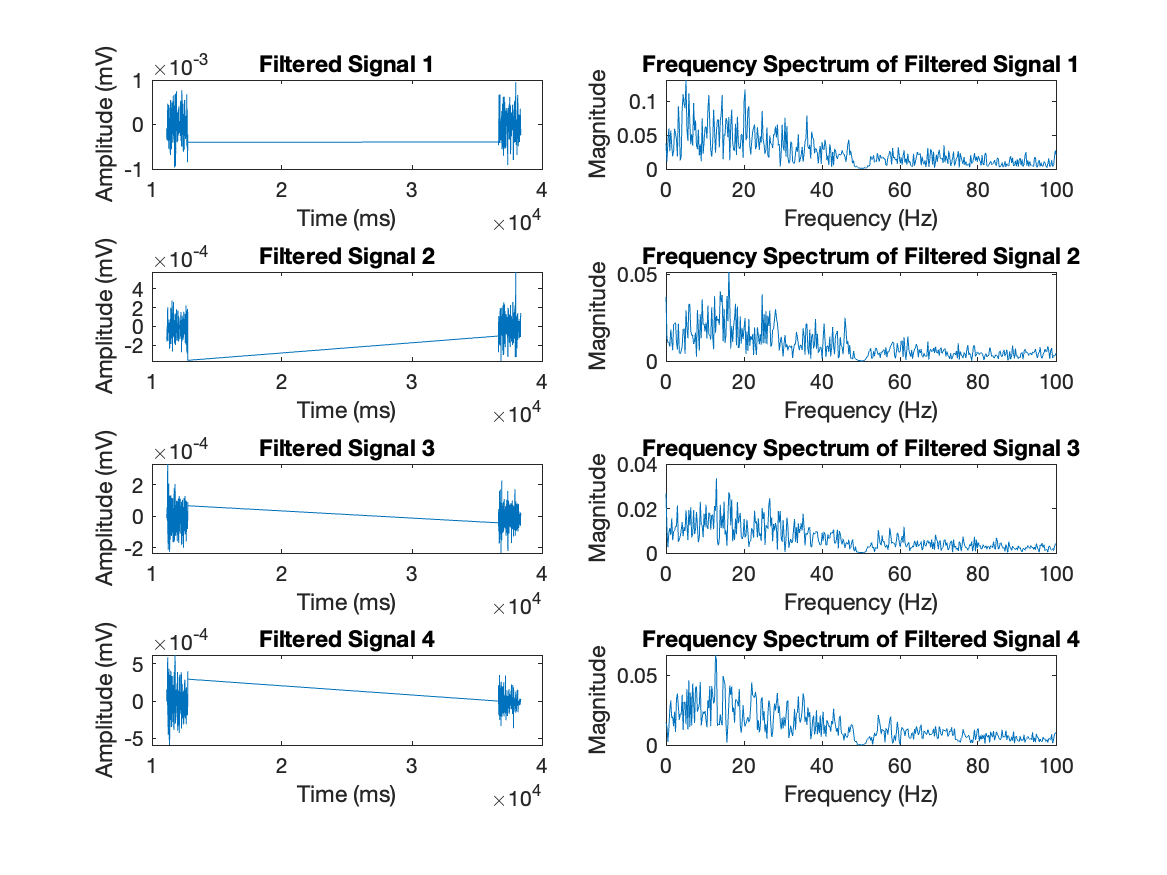 Filtered Signal 1
×10-3
Amplitude (mV)
1
0
-1
1
2
3
4
Time (ms)
×104
Frequency Spectrum of Filtered Signal 1
Magnitude
0.1
0.05
0
0
20
40
60
80
100
Frequency (Hz)
Filtered Signal 2
×10-4
Amplitude (mV)
4
2
0
-2
1
2
3
4
Time (ms)
×104
Frequency Spectrum of Filtered Signal 2
Magnitude
0.05
0
0
20
40
60
80
100
Frequency (Hz)
Filtered Signal 3
×10-4
Amplitude (mV)
2
0
-2
1
2
3
4
Time (ms)
×104
Frequency Spectrum of Filtered Signal 3
Magnitude
0.04
0.02
0
0
20
40
60
80
100
Frequency (Hz)
Filtered Signal 4
×10-4
Amplitude (mV)
5
0
-5
1
2
3
4
Time (ms)
×104
Frequency Spectrum of Filtered Signal 4
Magnitude
0.05
0
0
20
40
60
80
100
Frequency (Hz)